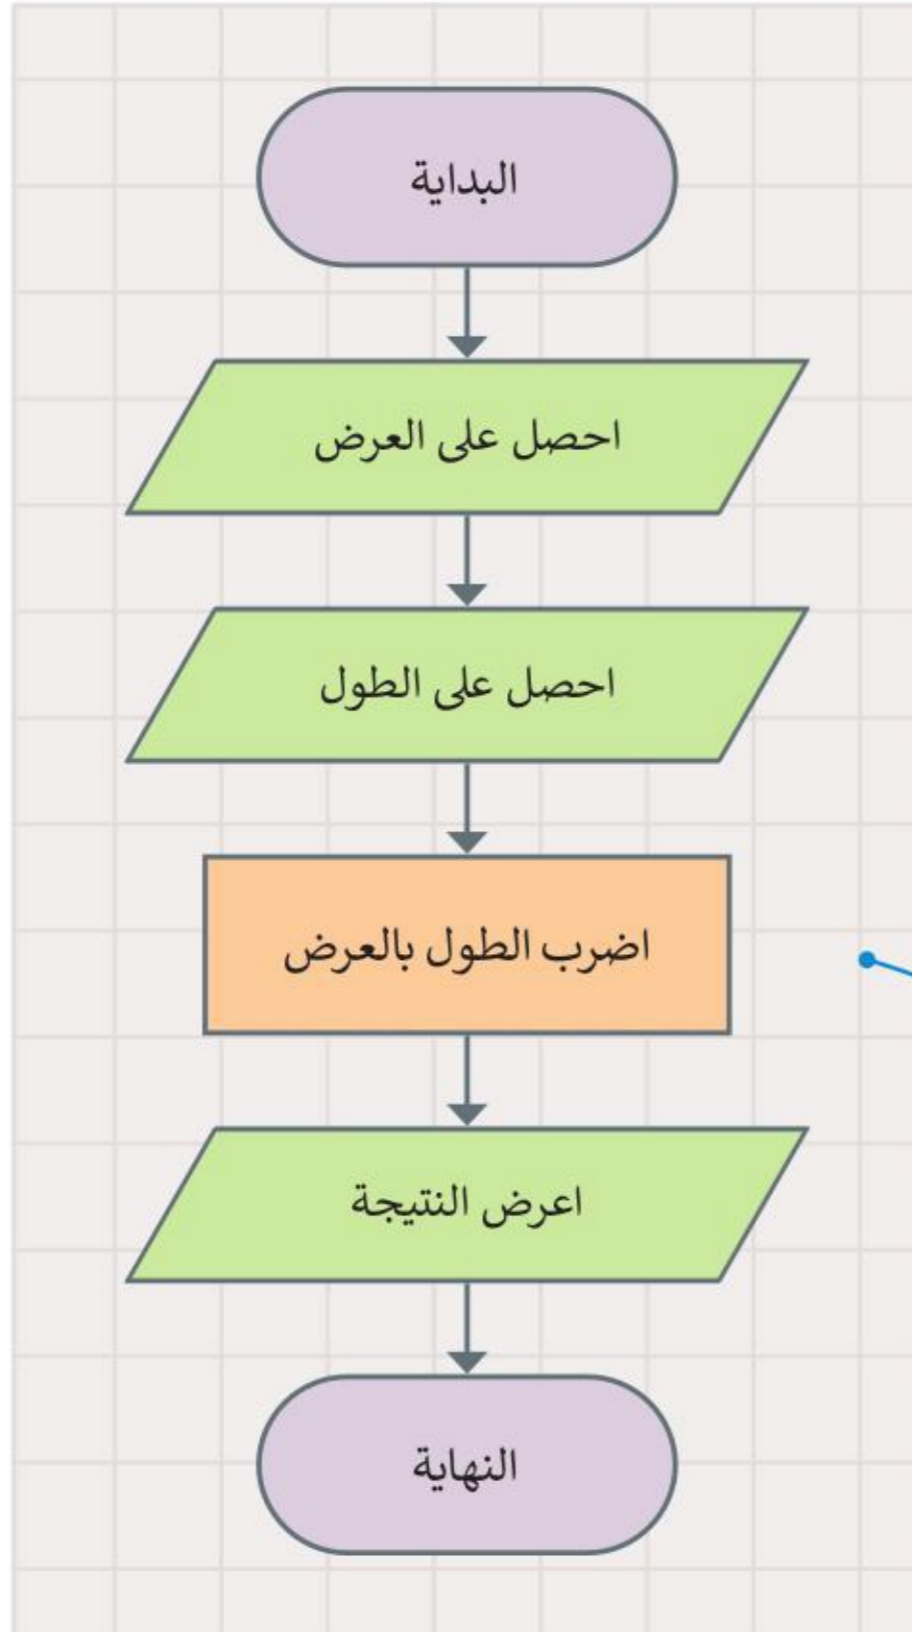 البداية
احصل على العرض
احصل على الطول
اضرب الطول بالعرض
اعرض النتيجة
النهاية